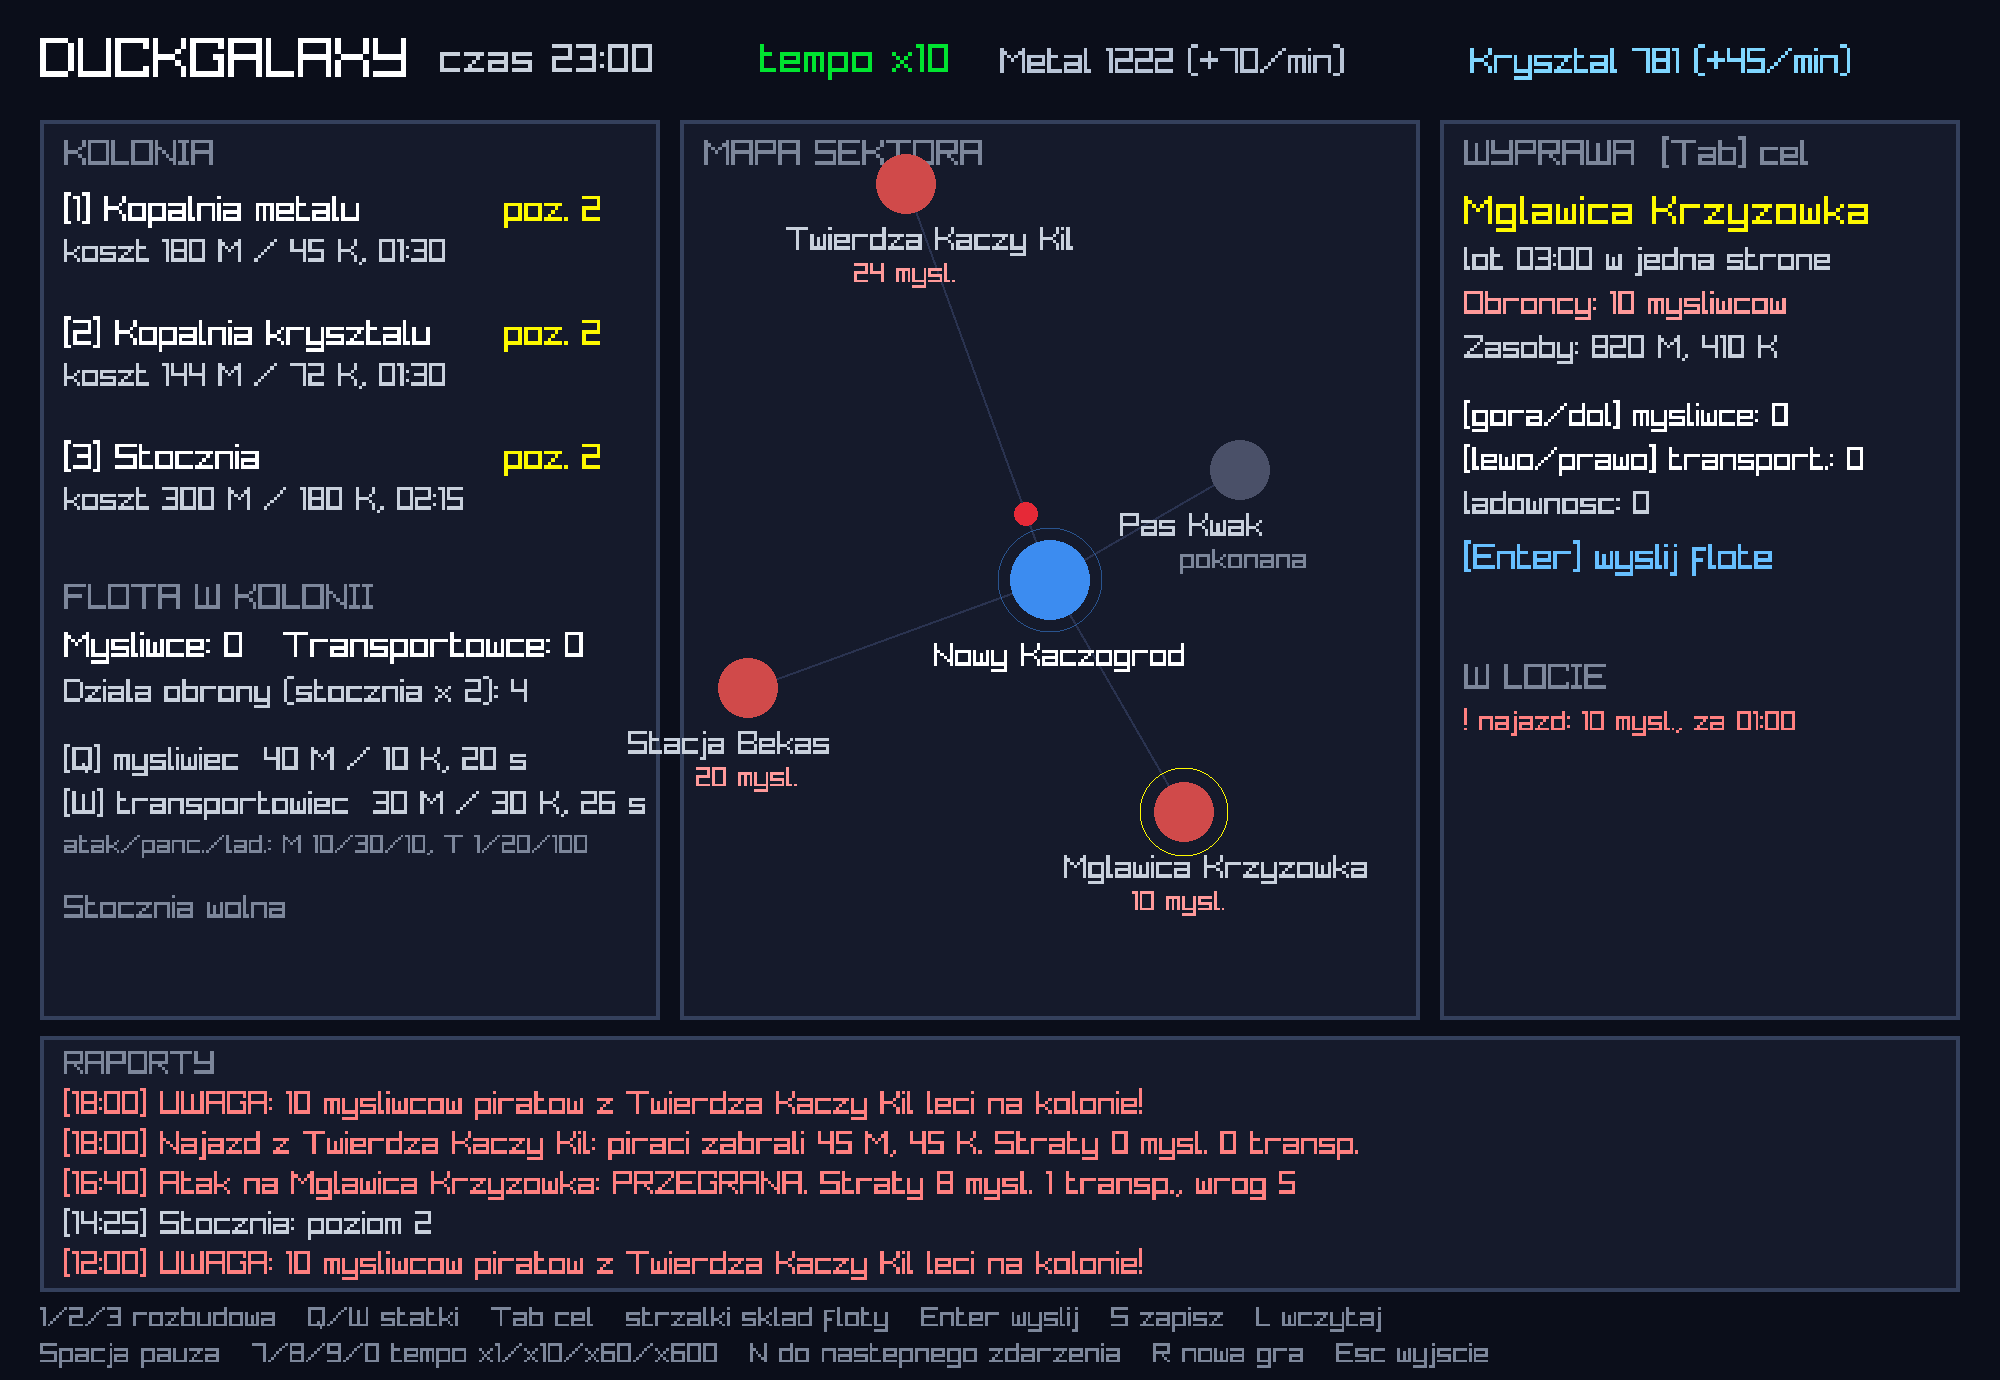 DUCKGALAXY czas 23:00 tempo x10 Metal 1222 (+70/min) Krysztal 781 (+45/min)
KOLONIA
[1] Kopalnia metalu poz. 2
koszt 180 M / 45 K, 01:30
[2] Kopalnia krysztalu poz. 2
koszt 144 M / 72 K, 01:30
[3] Stocznia poz. 2
koszt 300 M / 180 K, 02:15
FLOTA W KOLONII
Mysliwce: 0 Transportowce: 0
Dziala obrony (stocznia x 2): 4
[Q] mysliwiec 40 M / 10 K, 20 s
[W] transportowiec 30 M / 30 K, 26 s
atak/panc./lad.: M 10/30/10, T 1/20/100
Stocznia wolna
MAPA SEKTORA
Twierdza Kaczy Kil
24 mysl.
Pas Kwak
pokonana
Nowy Kaczogrod
Stacja Bekas
20 mysl.
Mglawica Krzyzowka
10 mysl.
WYPRAWA [Tab] cel
Mglawica Krzyzowka
lot 03:00 w jedna strone
Obroncy: 10 mysliwcow
Zasoby: 820 M, 410 K
[gora/dol] mysliwce: 0
[lewo/prawo] transport.: 0
ladownosc: 0
[Enter] wyslij flote
W LOCIE
! najazd: 10 mysl., za 01:00
RAPORTY
[18:00] UWAGA: 10 mysliwcow piratow z Twierdza Kaczy Kil leci na kolonie!
[18:00] Najazd z Twierdza Kaczy Kil: piraci zabrali 45 M, 45 K. Straty 0 mysl. 0 transp.
[16:40] Atak na Mglawica Krzyzowka: PRZEGRANA. Straty 8 mysl. 1 transp., wrog 5
[14:25] Stocznia: poziom 2
[12:00] UWAGA: 10 mysliwcow piratow z Twierdza Kaczy Kil leci na kolonie!
1/2/3 rozbudowa Q/W statki Tab cel strzalki sklad floty Enter wyslij S zapisz L wczytaj
Spacja pauza 7/8/9/0 tempo x1/x10/x60/x600 N do nastepnego zdarzenia R nowa gra Esc wyjscie